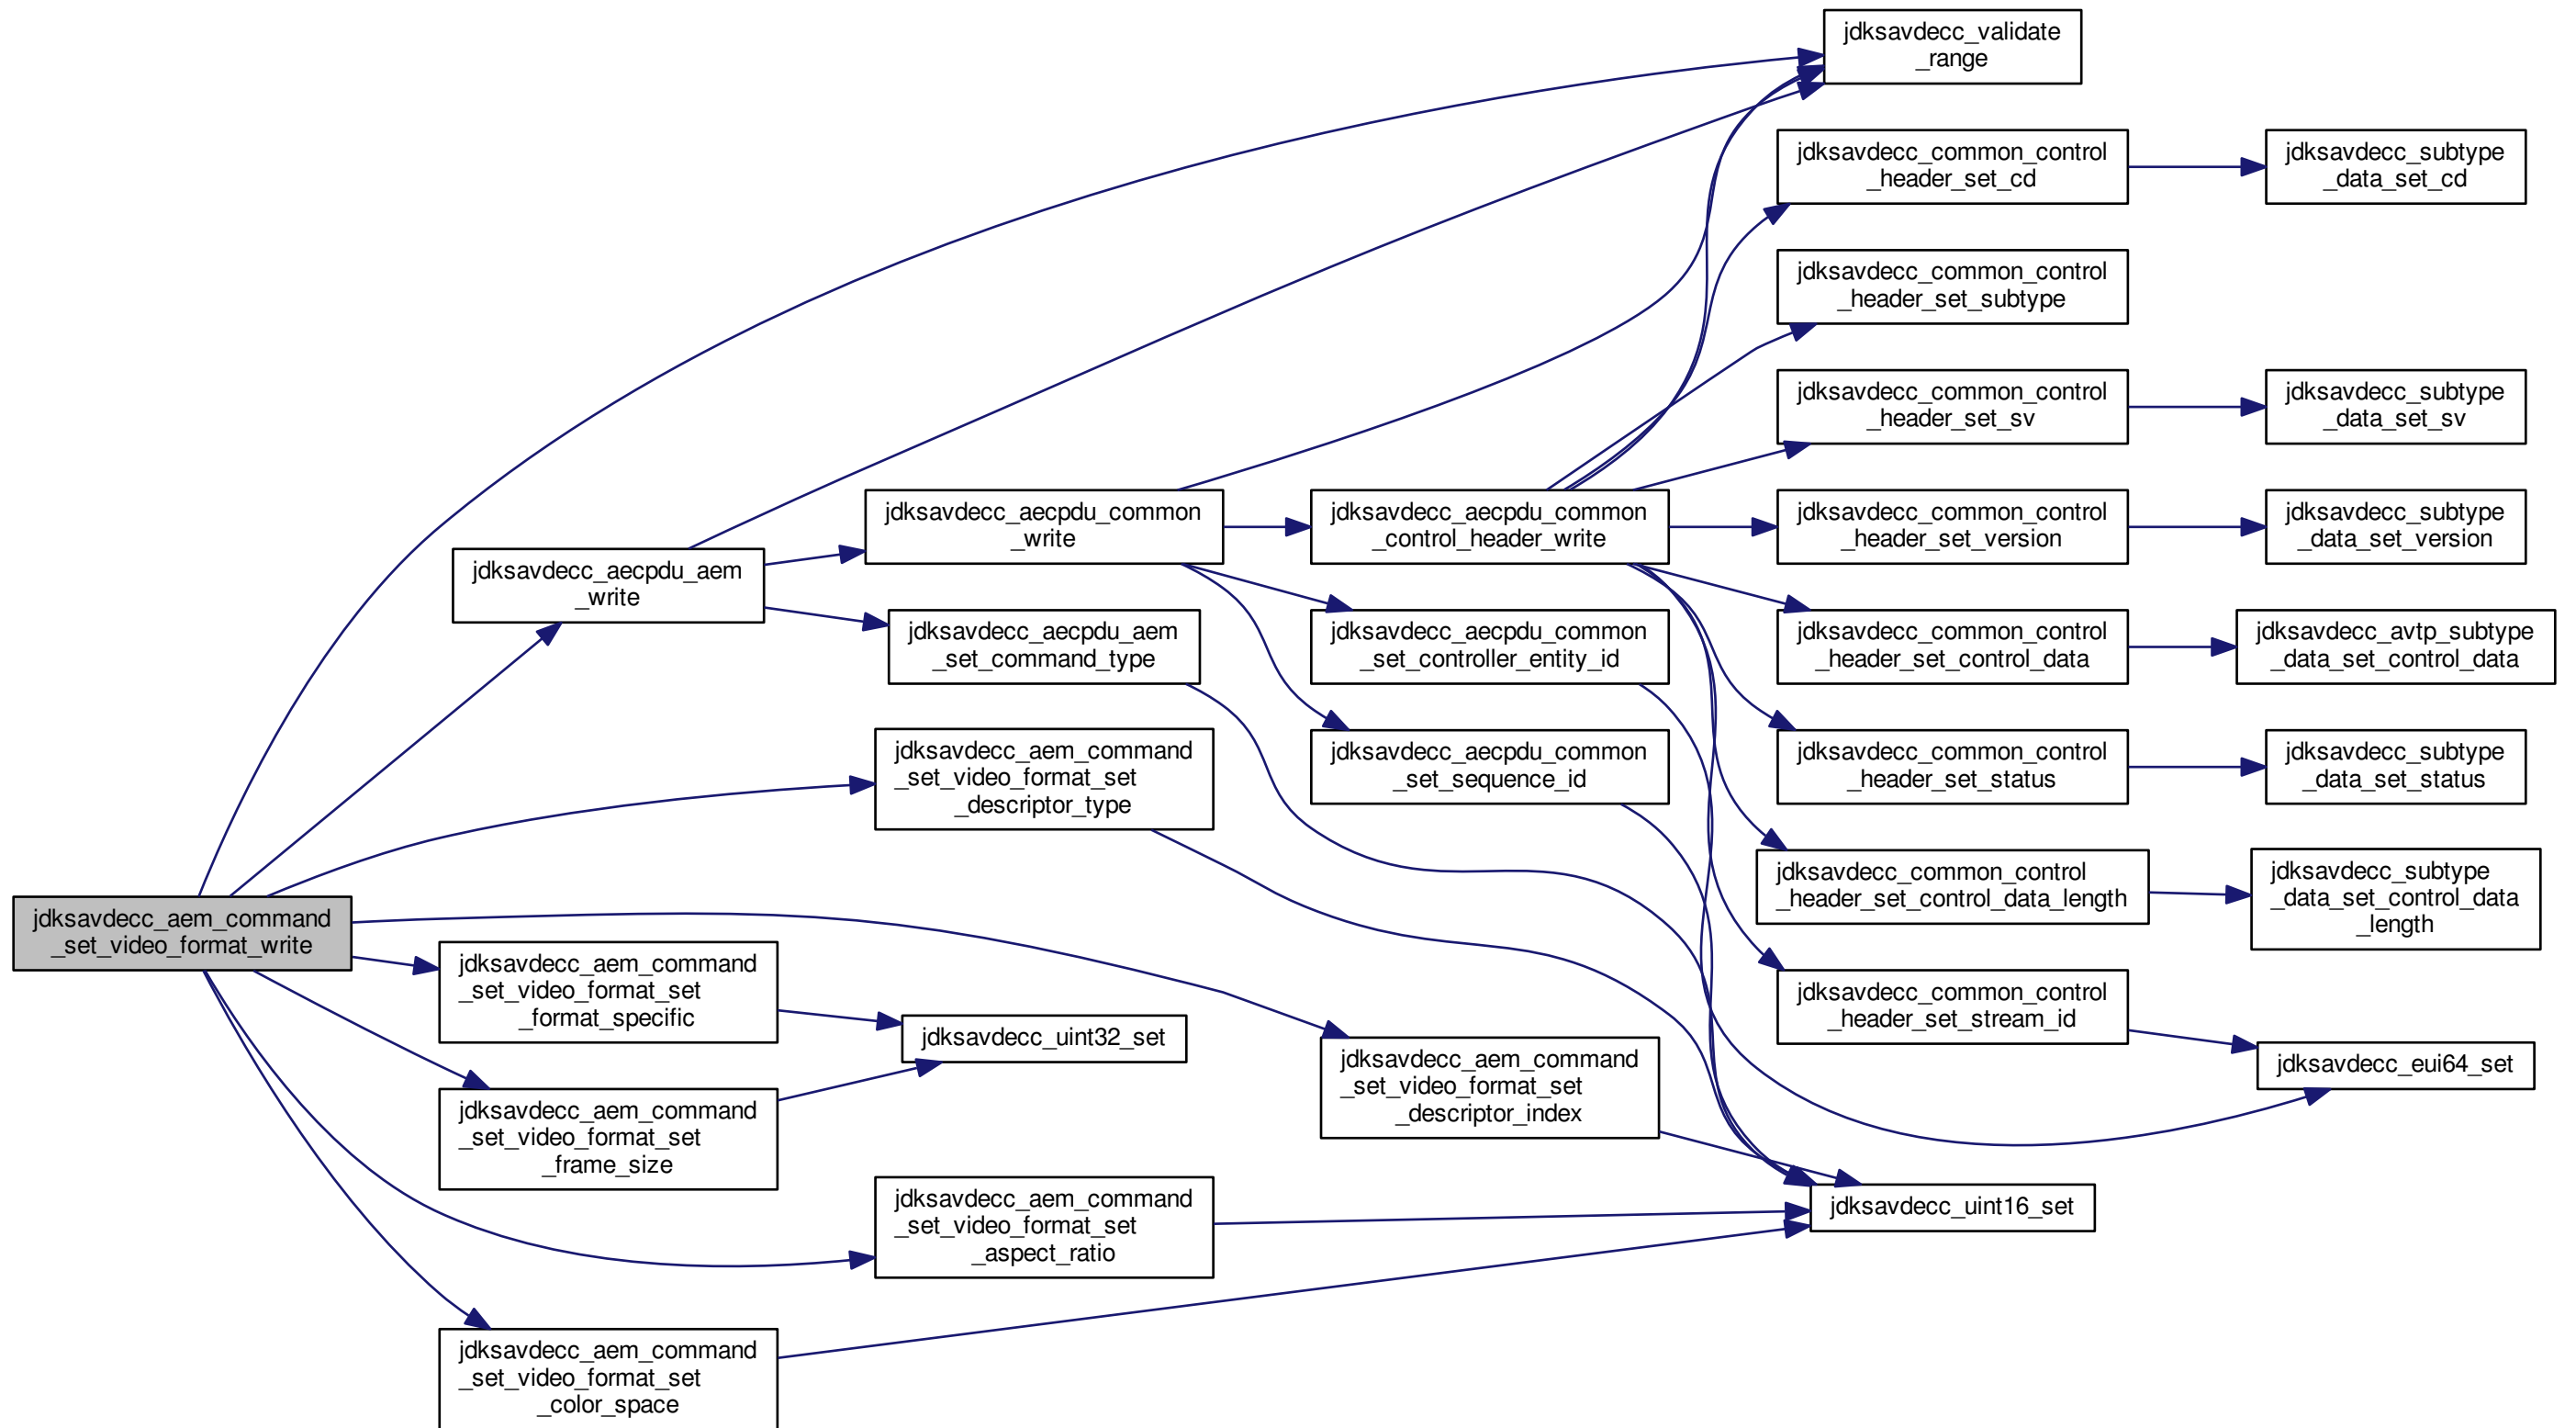 jdksavdecc_validate
_range
jdksavdecc_common_control
_header_set_cd
jdksavdecc_subtype
_data_set_cd
jdksavdecc_common_control
_header_set_subtype
jdksavdecc_common_control
_header_set_sv
jdksavdecc_subtype
_data_set_sv
jdksavdecc_aecpdu_common
_write
jdksavdecc_aecpdu_common
_control_header_write
jdksavdecc_common_control
_header_set_version
jdksavdecc_subtype
_data_set_version
jdksavdecc_aecpdu_aem
_write
jdksavdecc_aecpdu_aem
_set_command_type
jdksavdecc_aecpdu_common
_set_controller_entity_id
jdksavdecc_common_control
_header_set_control_data
jdksavdecc_avtp_subtype
_data_set_control_data
jdksavdecc_aem_command
_set_video_format_set
_descriptor_type
jdksavdecc_aecpdu_common
_set_sequence_id
jdksavdecc_common_control
_header_set_status
jdksavdecc_subtype
_data_set_status
jdksavdecc_common_control
_header_set_control_data_length
jdksavdecc_subtype
_data_set_control_data
_length
jdksavdecc_aem_command
_set_video_format_write
jdksavdecc_aem_command
_set_video_format_set
_format_specific
jdksavdecc_uint32_set
jdksavdecc_common_control
_header_set_stream_id
jdksavdecc_eui64_set
jdksavdecc_aem_command
_set_video_format_set
_descriptor_index
jdksavdecc_aem_command
_set_video_format_set
_frame_size
jdksavdecc_aem_command
_set_video_format_set
_aspect_ratio
jdksavdecc_uint16_set
jdksavdecc_aem_command
_set_video_format_set
_color_space